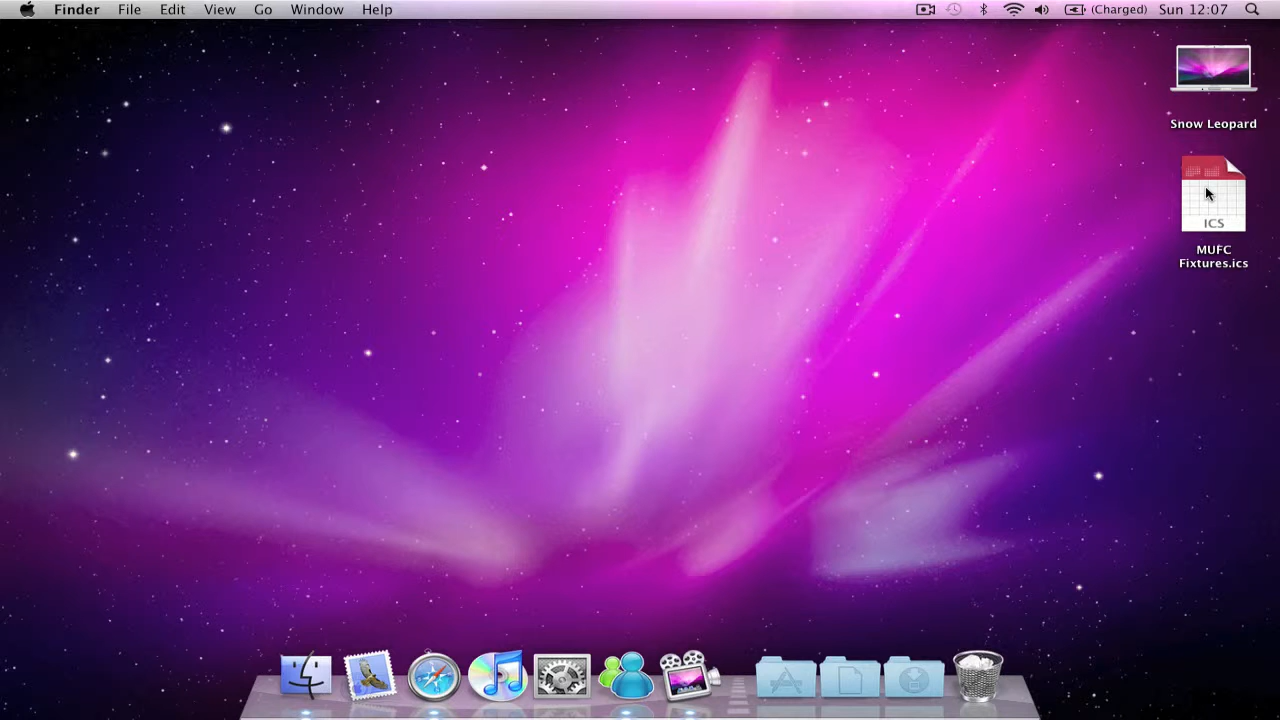 Finder File Edit View Go Window Help (Charged) Sun 12:07
Snow Leopard
ICS
MUFC
Fixtures.ics